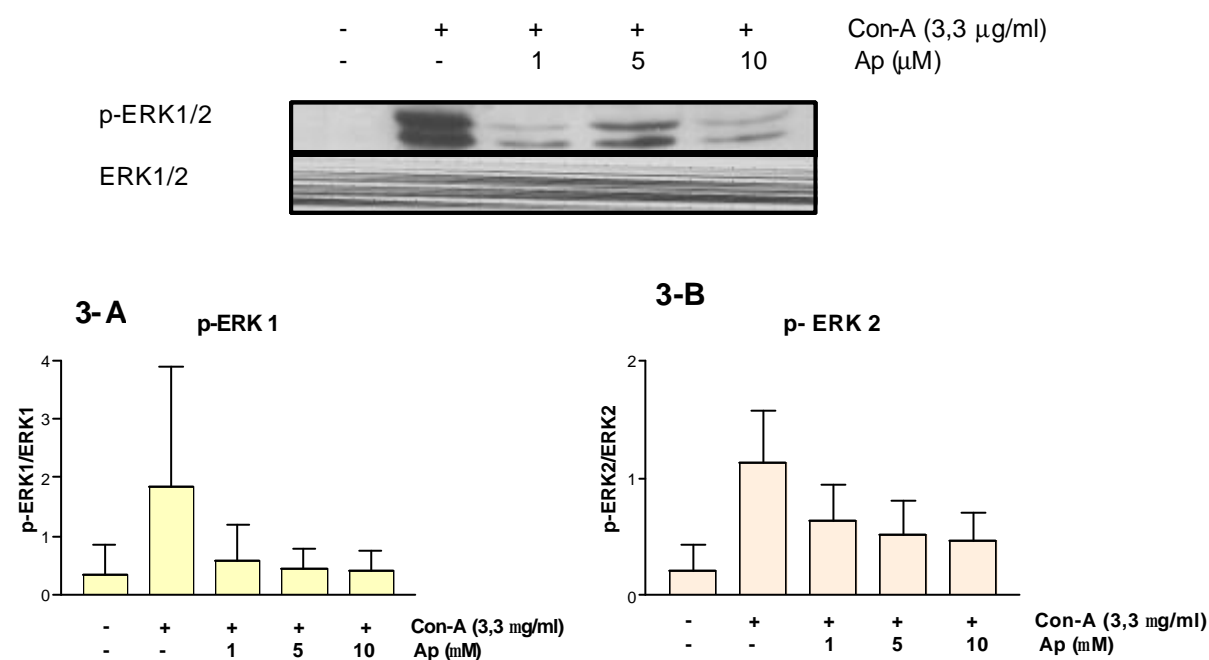 - + + + + Con-A (3,3 μg/ml)
- - 1 5 10 Ap (μM)
p-ERK1/2
ERK1/2
3-A
p-ERK 1
4
3
2
1
0
p-ERK1/ERK1
- + + + + Con-A (3,3 mg/ml)
- - 1 5 10 Ap (mM)
3-B
p- ERK 2
2
1
0
p-ERK2/ERK2
- + + + + Con-A (3,3 mg/ml)
- - 1 5 10 Ap (mM)